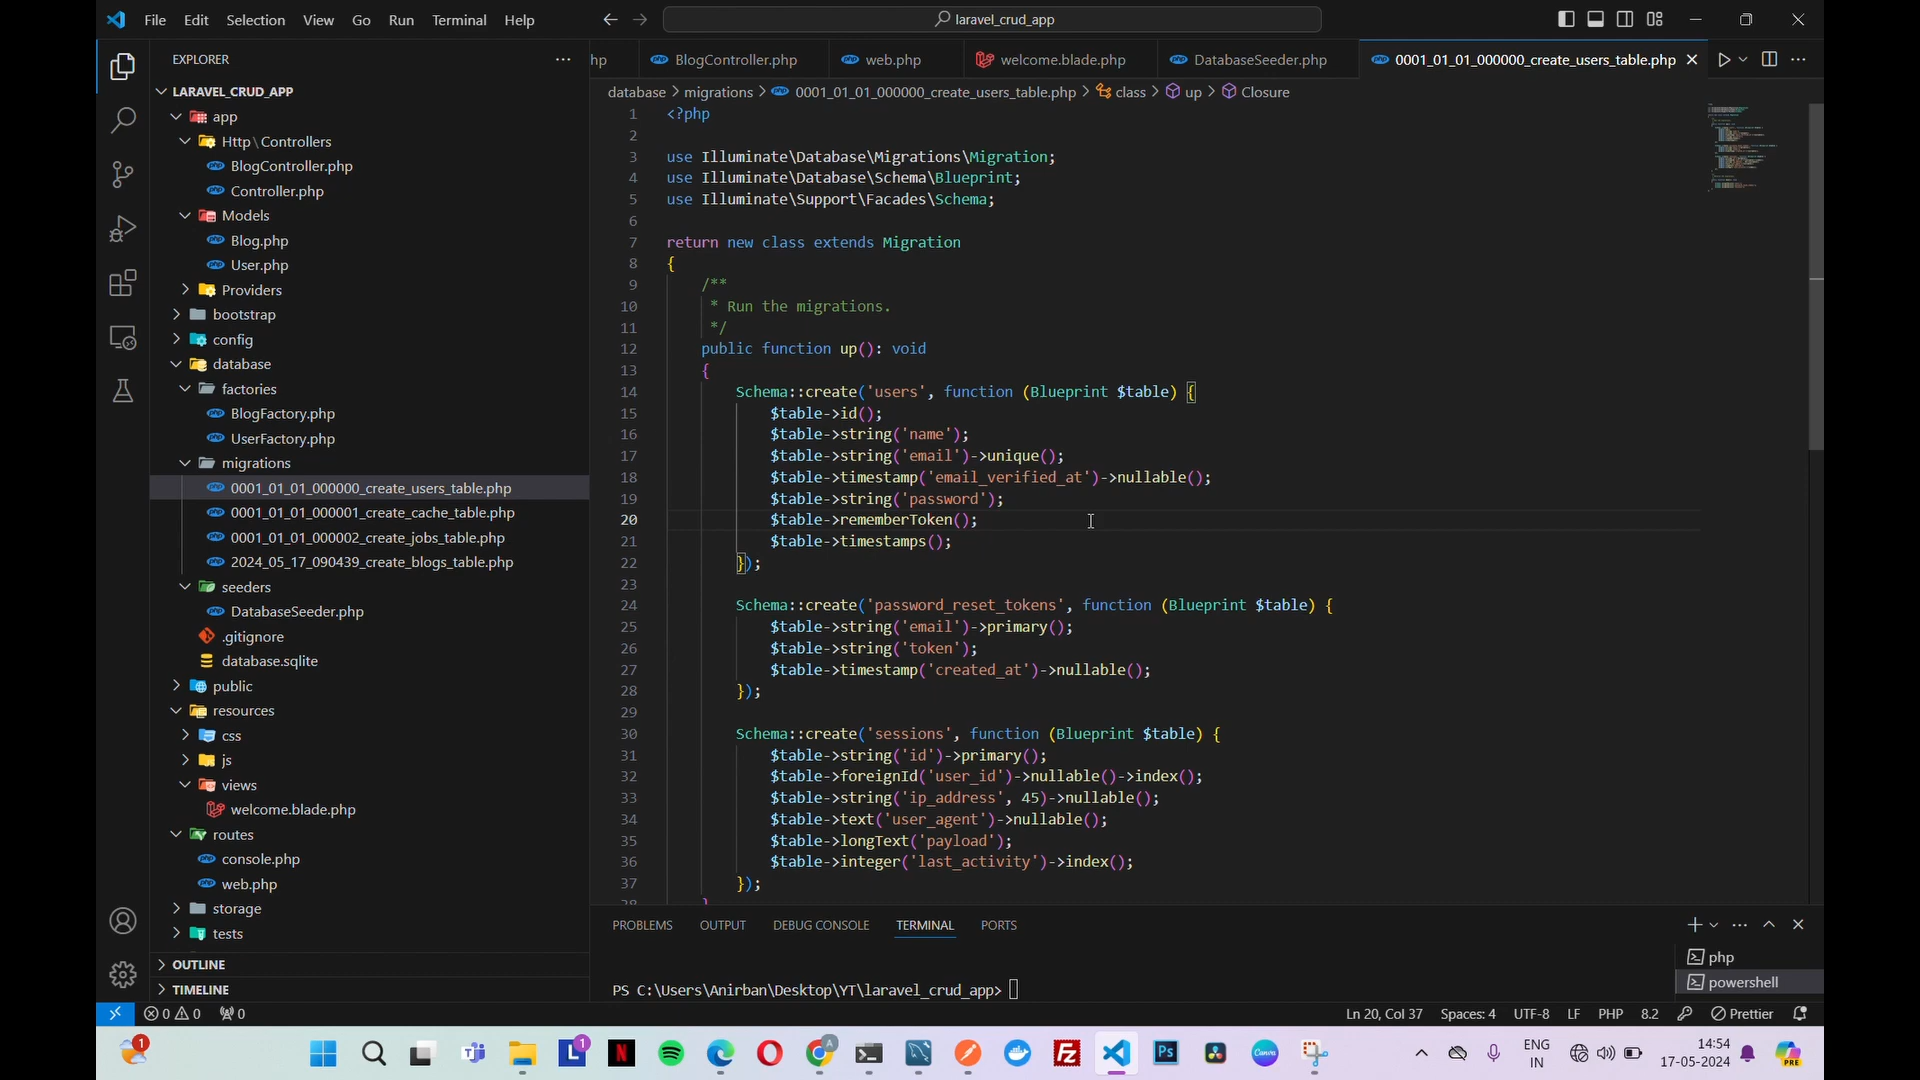 File Edit Selection View Go Run Terminal Help
laravel_crud_app
EXPLORER
LARAVEL_CRUD_APP
app
Http\Controllers
BlogController.php
Controller.php
Models
Blog.php
User.php
Providers
bootstrap
config
database
factories
BlogFactory.php
UserFactory.php
migrations
0001_01_01_000000_create_users_table.php
0001_01_01_000001_create_cache_table.php
0001_01_01_000002_create_jobs_table.php
2024_05_17_090439_create_blogs_table.php
seeders
DatabaseSeeder.php
.gitignore
database.sqlite
public
resources
css
js
views
welcome.blade.php
routes
console.php
web.php
storage
tests
OUTLINE
TIMELINE
hp BlogController.php web.php welcome.blade.php DatabaseSeeder.php 0001_01_01_000000_create_users_table.php
database > migrations > 0001_01_01_000000_create_users_table.php > class > up > Closure
1 <?php
2
3 use Illuminate\Database\Migrations\Migration;
4 use Illuminate\Database\Schema\Blueprint;
5 use Illuminate\Support\Facades\Schema;
6
7 return new class extends Migration
8 {
9 /**
10 * Run the migrations.
11 */
12 public function up(): void
13 {
14 Schema::create('users', function (Blueprint $table) {
15 $table->id();
16 $table->string('name');
17 $table->string('email')->unique();
18 $table->timestamp('email_verified_at')->nullable();
19 $table->string('password');
20 $table->rememberToken();
21 $table->timestamps();
22 });
23
24 Schema::create('password_reset_tokens', function (Blueprint $table) {
25 $table->string('email')->primary();
26 $table->string('token');
27 $table->timestamp('created_at')->nullable();
28 });
29
30 Schema::create('sessions', function (Blueprint $table) {
31 $table->string('id')->primary();
32 $table->foreignId('user_id')->nullable()->index();
33 $table->string('ip_address', 45)->nullable();
34 $table->text('user_agent')->nullable();
35 $table->longText('payload');
36 $table->integer('last_activity')->index();
37 });
38 }
PROBLEMS OUTPUT DEBUG CONSOLE TERMINAL PORTS
php
powershell
PS C:\Users\Anirban\Desktop\YT\laravel_crud_app>
0 0 0 Ln 20, Col 37 Spaces: 4 UTF-8 LF PHP 8.2 Prettier
1
L 1 N A Fz Ps Canva
ENG
IN
14:54
17-05-2024
PRE